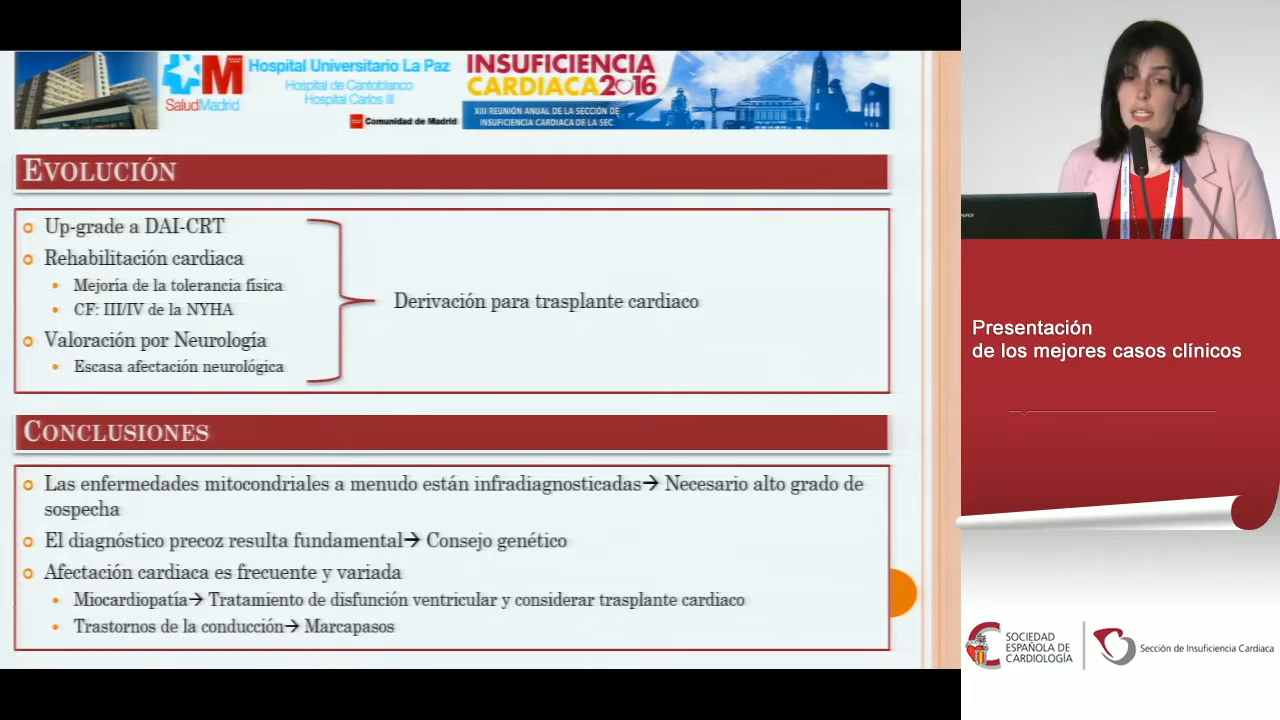 SaludMadrid
Hospital Universitario La Paz
Hospital de Cantoblanco
Hospital Carlos III
Comunidad de Madrid
INSUFICIENCIA
CARDIACA2016
XIII REUNIÓN ANUAL DE LA SECCIÓN DE
INSUFICIENCIA CARDIACA DE LA SEC
EVOLUCIÓN
Up-grade a DAI-CRT
Rehabilitación cardiaca
Mejoría de la tolerancia física
CF: III/IV de la NYHA
Valoración por Neurología
Escasa afectación neurológica
Derivación para trasplante cardiaco
CONCLUSIONES
Las enfermedades mitocondriales a menudo están infradiagnosticadas→ Necesario alto grado de
sospecha
El diagnóstico precoz resulta fundamental→ Consejo genético
Afectación cardiaca es frecuente y variada
Miocardiopatía→ Tratamiento de disfunción ventricular y considerar trasplante cardiaco
Trastornos de la conducción→ Marcapasos
Presentación
de los mejores casos clínicos
SOCIEDAD
ESPAÑOLA DE
CARDIOLOGÍA
Sección de Insuficiencia Cardiaca